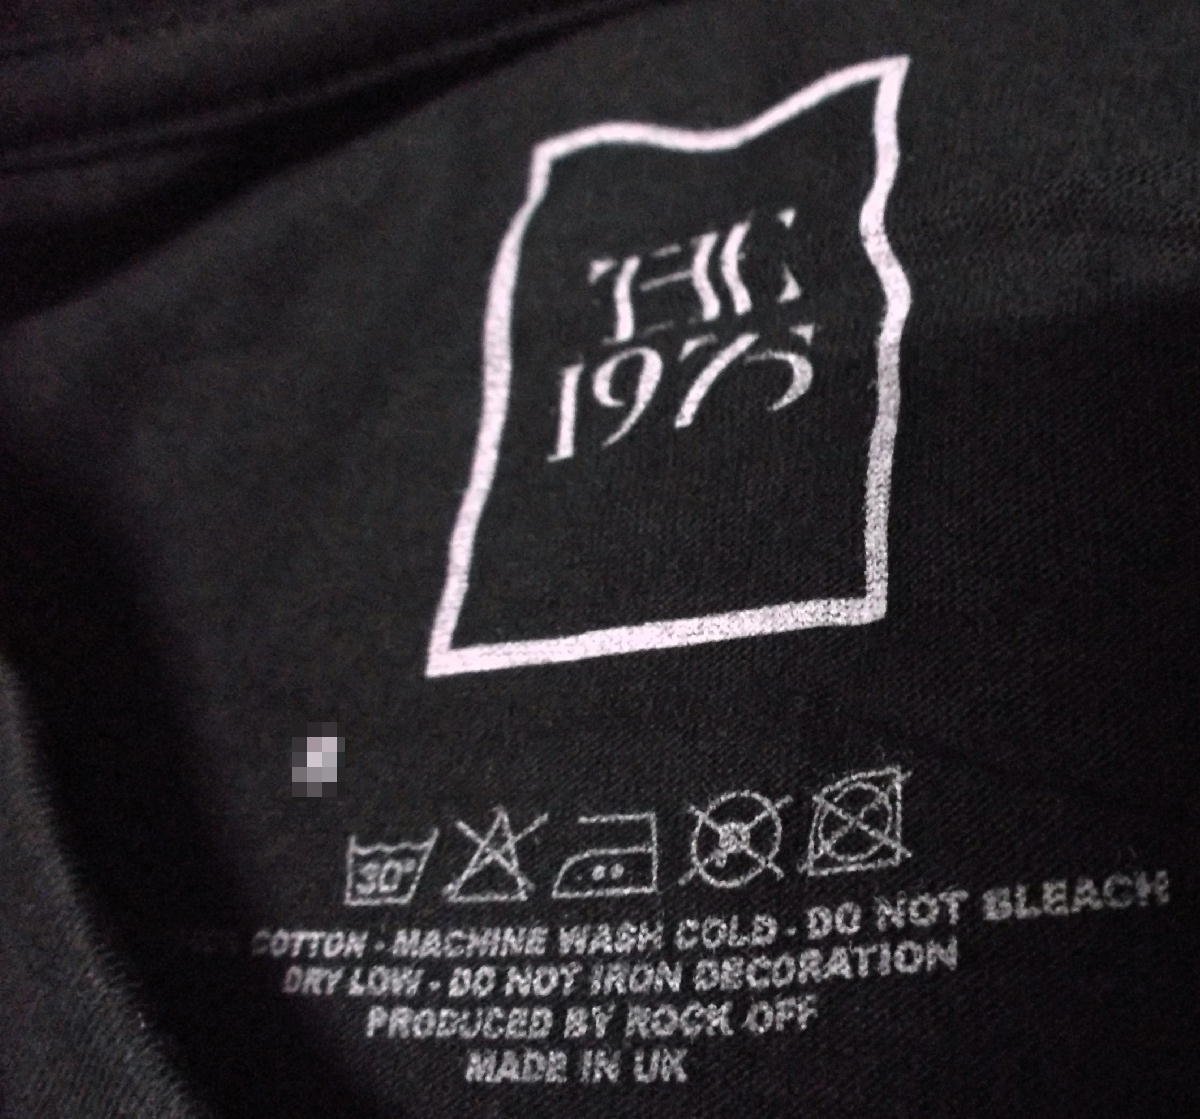 THE
1975
30°
COTTON - MACHINE WASH COLD - DO NOT BLEACH
DRY LOW - DO NOT IRON DECORATION
PRODUCED BY ROCK OFF
MADE IN UK